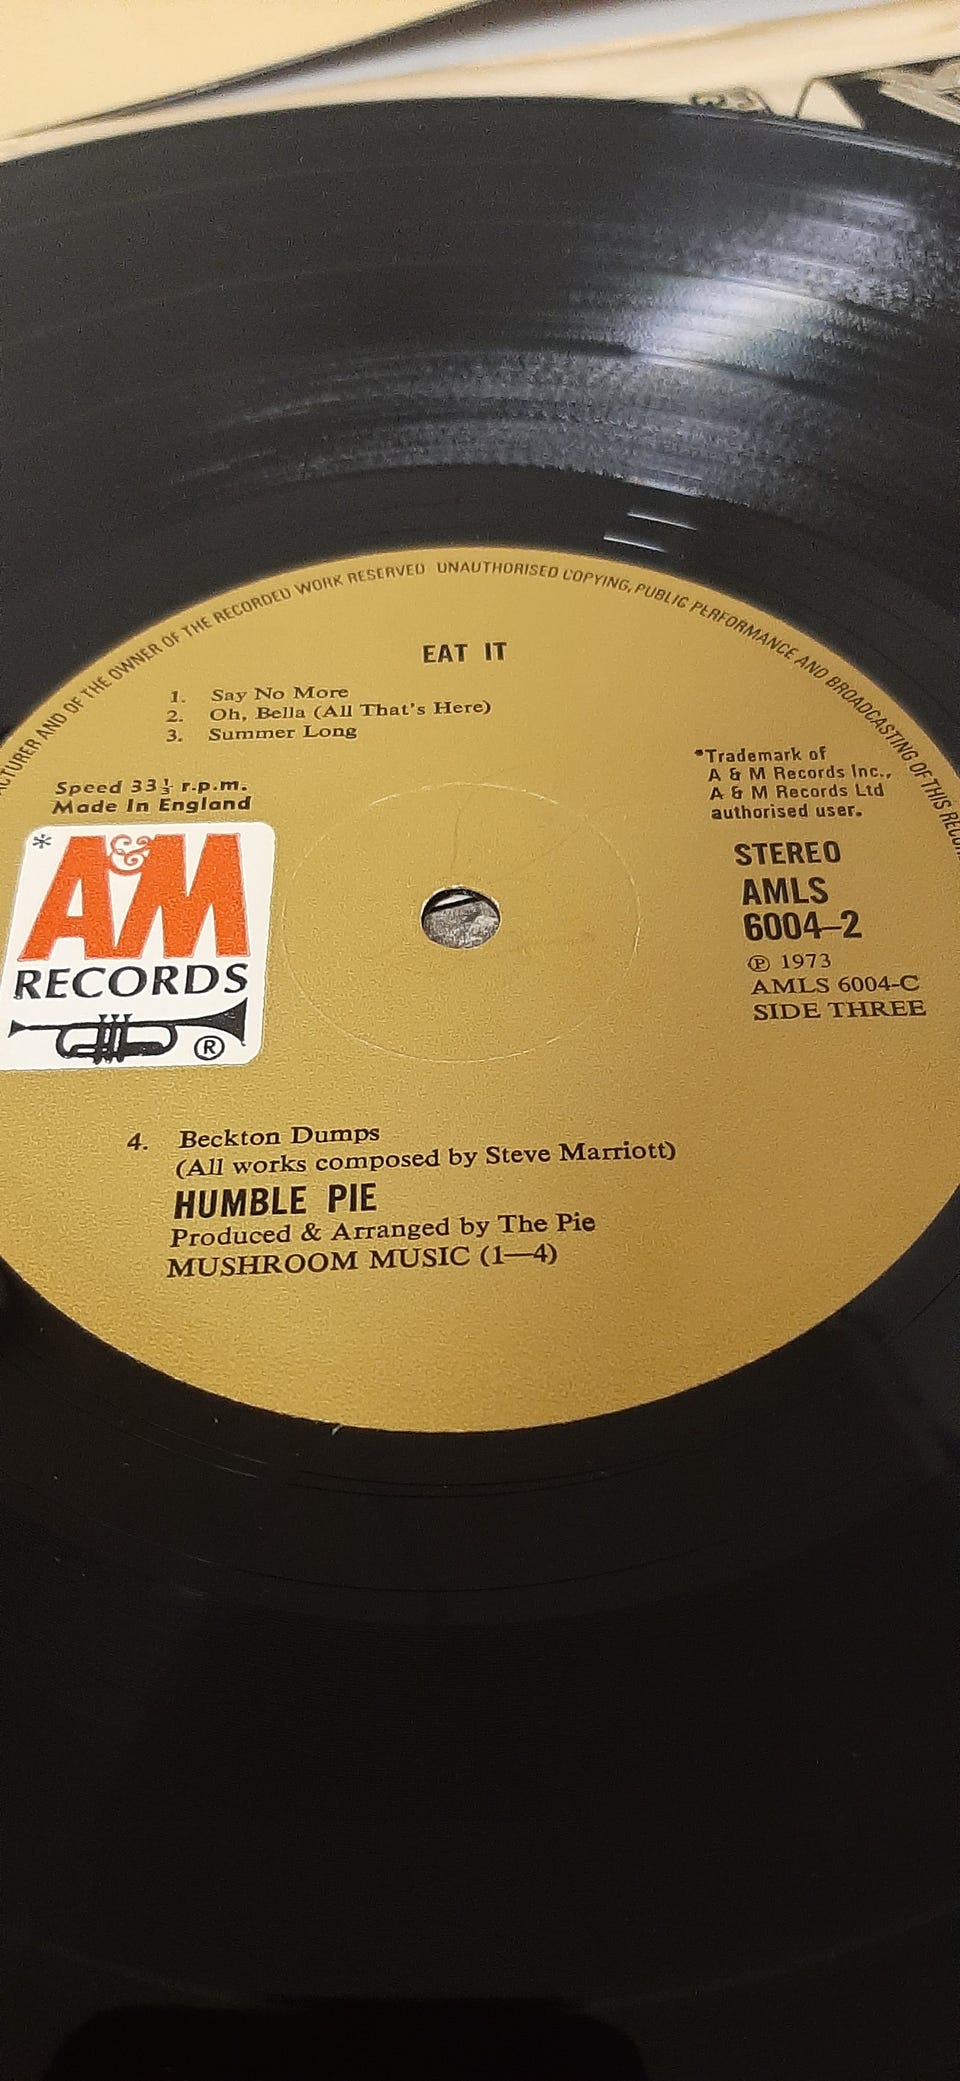 CTURER AND OF THE OWNER OF THE RECORDED WORK RESERVED UNAUTHORISED COPYING, PUBLIC PERFORMANCE AND BROADCASTING OF THIS RECOR
EAT IT
1. Say No More
2. Oh, Bella (All That's Here)
3. Summer Long
Speed 33⅓ r.p.m.
Made In England
*
A&M
RECORDS
®
*Trademark of
A & M Records Inc.,
A & M Records Ltd
authorised user.
STEREO
AMLS
6004–2
Ⓟ 1973
AMLS 6004-C
SIDE THREE
4. Beckton Dumps
(All works composed by Steve Marriott)
HUMBLE PIE
Produced & Arranged by The Pie
MUSHROOM MUSIC (1—4)